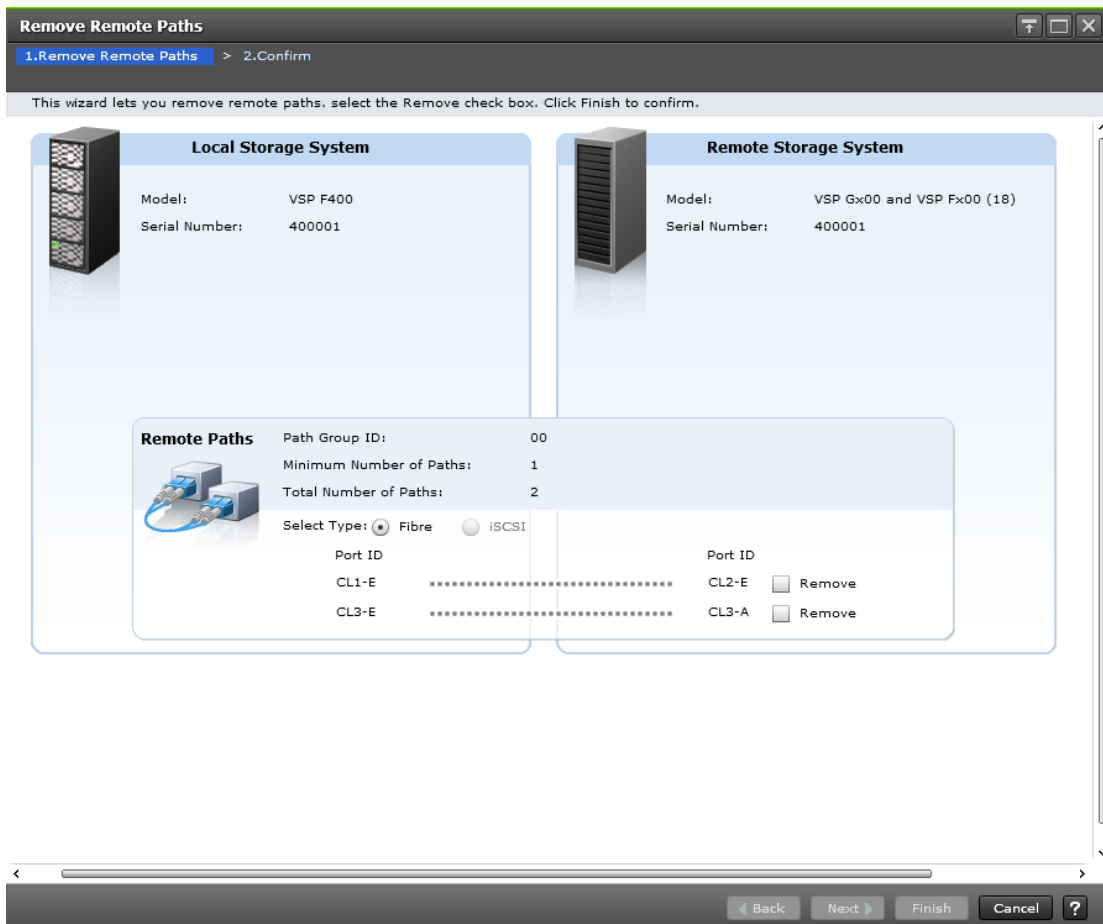 Remove Remote Paths
1.Remove Remote Paths > 2.Confirm
This wizard lets you remove remote paths. select the Remove check box. Click Finish to confirm.
Local Storage System
Model: VSP F400
Serial Number: 400001
Remote Storage System
Model: VSP Gx00 and VSP Fx00 (18)
Serial Number: 400001
Remote Paths
Path Group ID: 00
Minimum Number of Paths: 1
Total Number of Paths: 2
Select Type: Fibre iSCSI
Port ID Port ID
CL1-E CL2-E Remove
CL3-E CL3-A Remove
Back Next Finish Cancel ?